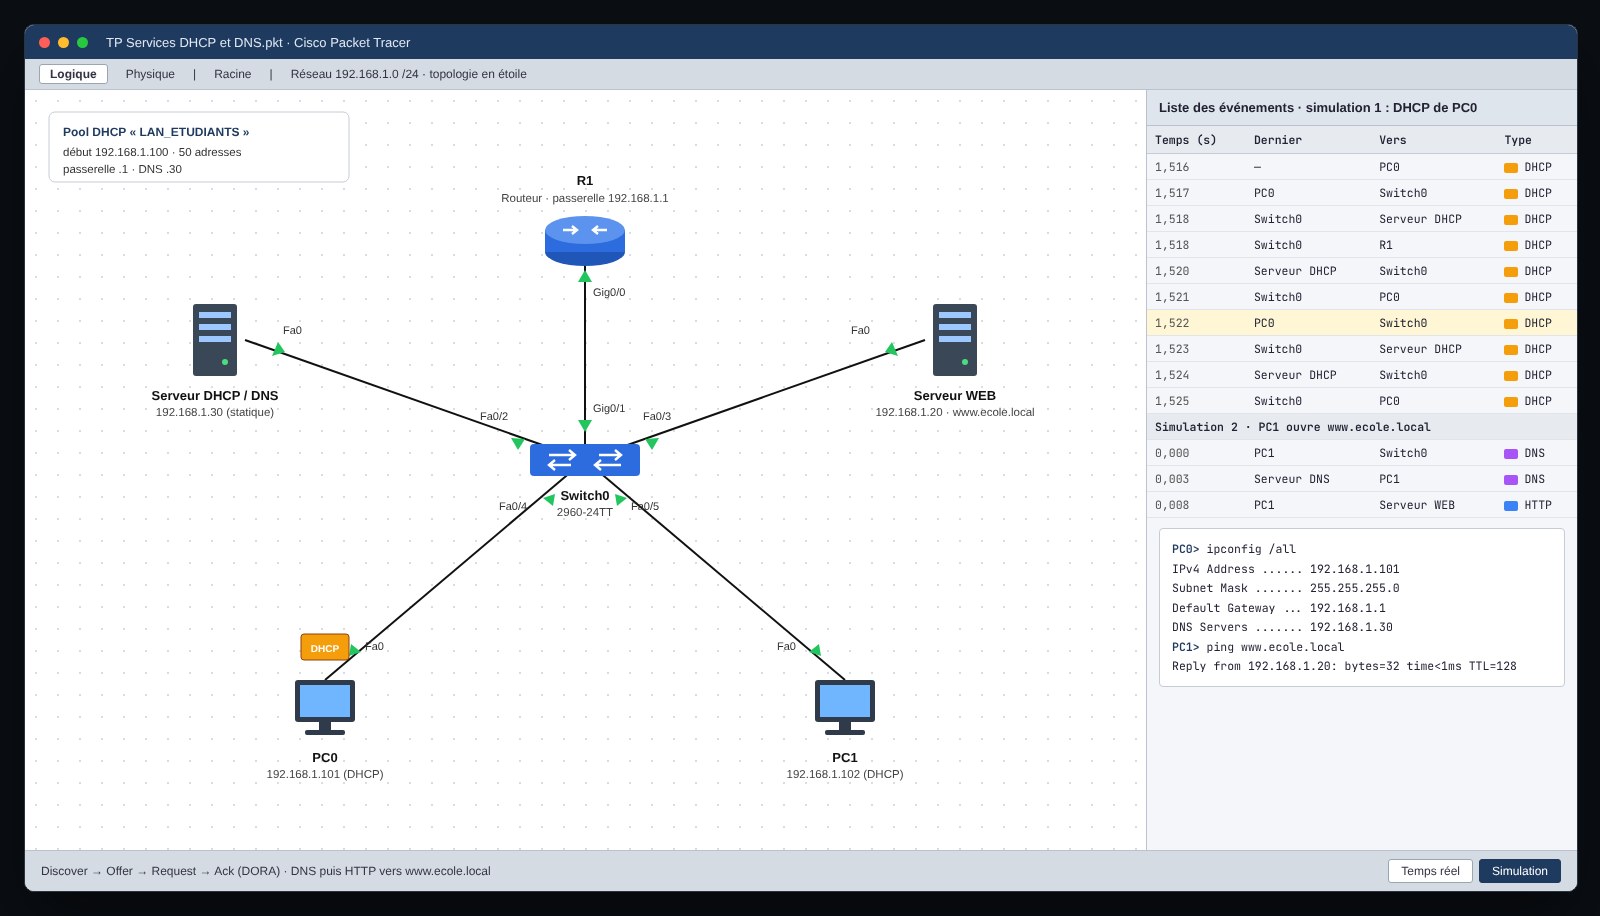 TP Services DHCP et DNS.pkt · Cisco Packet Tracer
Logique Physique | Racine | Réseau 192.168.1.0 /24 · topologie en étoile
Pool DHCP « LAN_ETUDIANTS »
début 192.168.1.100 · 50 adresses
passerelle .1 · DNS .30
R1
Routeur · passerelle 192.168.1.1
Gig0/0
Fa0
Fa0
Serveur DHCP / DNS
192.168.1.30 (statique)
Serveur WEB
192.168.1.20 · www.ecole.local
Fa0/2
Gig0/1
Fa0/3
Switch0
2960-24TT
Fa0/4
Fa0/5
DHCP
Fa0
Fa0
PC0
192.168.1.101 (DHCP)
PC1
192.168.1.102 (DHCP)
Liste des événements · simulation 1 : DHCP de PC0
Temps (s) Dernier Vers Type
1,516 — PC0 DHCP
1,517 PC0 Switch0 DHCP
1,518 Switch0 Serveur DHCP DHCP
1,518 Switch0 R1 DHCP
1,520 Serveur DHCP Switch0 DHCP
1,521 Switch0 PC0 DHCP
1,522 PC0 Switch0 DHCP
1,523 Switch0 Serveur DHCP DHCP
1,524 Serveur DHCP Switch0 DHCP
1,525 Switch0 PC0 DHCP
Simulation 2 · PC1 ouvre www.ecole.local
0,000 PC1 Switch0 DNS
0,003 Serveur DNS PC1 DNS
0,008 PC1 Serveur WEB HTTP
PC0> ipconfig /all
IPv4 Address ...... 192.168.1.101
Subnet Mask ....... 255.255.255.0
Default Gateway ... 192.168.1.1
DNS Servers ....... 192.168.1.30
PC1> ping www.ecole.local
Reply from 192.168.1.20: bytes=32 time<1ms TTL=128
Discover → Offer → Request → Ack (DORA) · DNS puis HTTP vers www.ecole.local
Temps réel Simulation